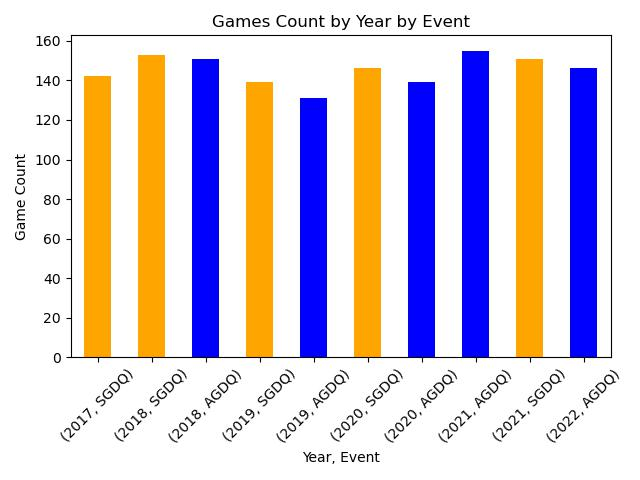 Games Count by Year by Event
Game Count
160
140
120
100
80
60
40
20
0
(2017, SGDQ)
(2018, SGDQ)
(2018, AGDQ)
(2019, SGDQ)
(2019, AGDQ)
(2020, SGDQ)
(2020, AGDQ)
(2021, AGDQ)
(2021, SGDQ)
(2022, AGDQ)
Year, Event